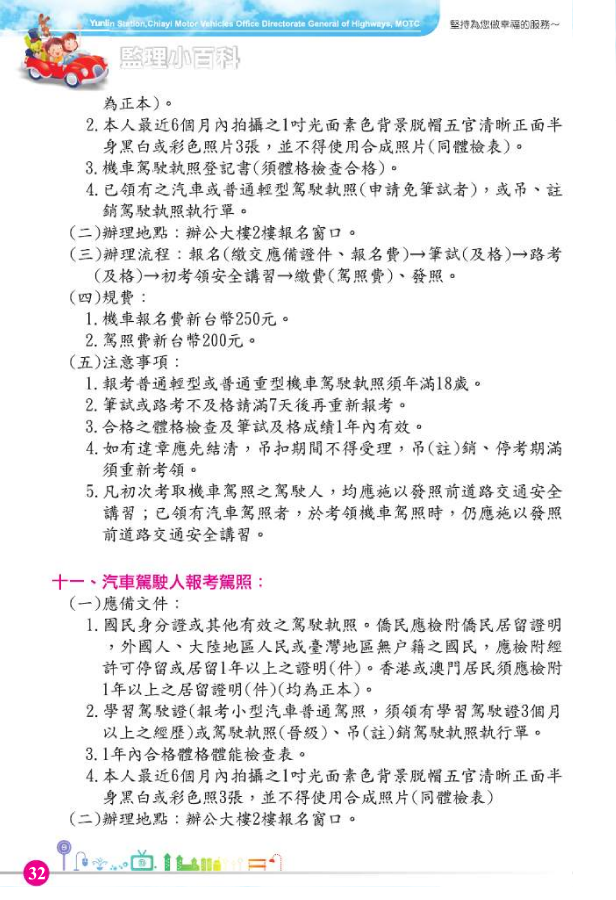 Yunlin Station,Chiayi Motor Vehicles Office Directorate General of Highways, MOTC
堅持為您做幸福的服務～
監理小百科
為正本)。
2.本人最近6個月內拍攝之1吋光面素色背景脫帽五官清晰正面半
身黑白或彩色照片3張，並不得使用合成照片(同體檢表)。
3.機車駕駛執照登記書(須體格檢查合格)。
4.已領有之汽車或普通輕型駕駛執照(申請免筆試者)，或吊、註
銷駕駛執照執行單。
(二)辦理地點：辦公大樓2樓報名窗口。
(三)辦理流程：報名(繳交應備證件、報名費)→筆試(及格)→路考
(及格)→初考領安全講習→繳費(駕照費)、發照。
(四)規費：
1.機車報名費新台幣250元。
2.駕照費新台幣200元。
(五)注意事項：
1.報考普通輕型或普通重型機車駕駛執照須年滿18歲。
2.筆試或路考不及格請滿7天後再重新報考。
3.合格之體格檢查及筆試及格成績1年內有效。
4.如有違章應先結清，吊扣期間不得受理，吊(註)銷、停考期滿
須重新考領。
5.凡初次考取機車駕照之駕駛人，均應施以發照前道路交通安全
講習；已領有汽車駕照者，於考領機車駕照時，仍應施以發照
前道路交通安全講習。
十一、汽車駕駛人報考駕照：
(一)應備文件：
1.國民身分證或其他有效之駕駛執照。僑民應檢附僑民居留證明
，外國人、大陸地區人民或臺灣地區無戶籍之國民，應檢附經
許可停留或居留1年以上之證明(件)。香港或澳門居民須應檢附
1年以上之居留證明(件)(均為正本)。
2.學習駕駛證(報考小型汽車普通駕照，須領有學習駕駛證3個月
以上之經歷)或駕駛執照(晉級)、吊(註)銷駕駛執照執行單。
3.1年內合格體格體能檢查表。
4.本人最近6個月內拍攝之1吋光面素色背景脫帽五官清晰正面半
身黑白或彩色照3張，並不得使用合成照片(同體檢表)
(二)辦理地點：辦公大樓2樓報名窗口。
32